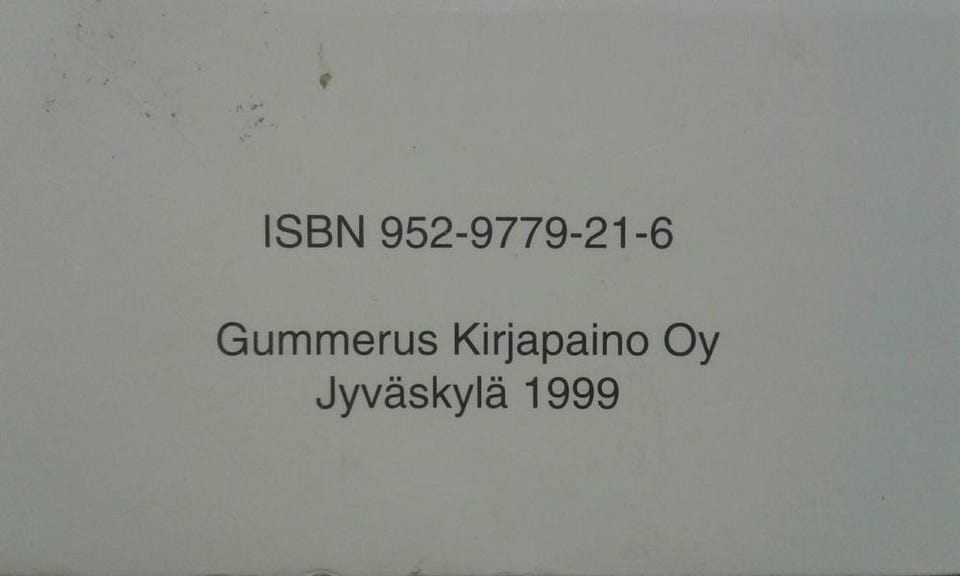 ISBN 952-9779-21-6
Gummerus Kirjapaino Oy
Jyväskylä 1999